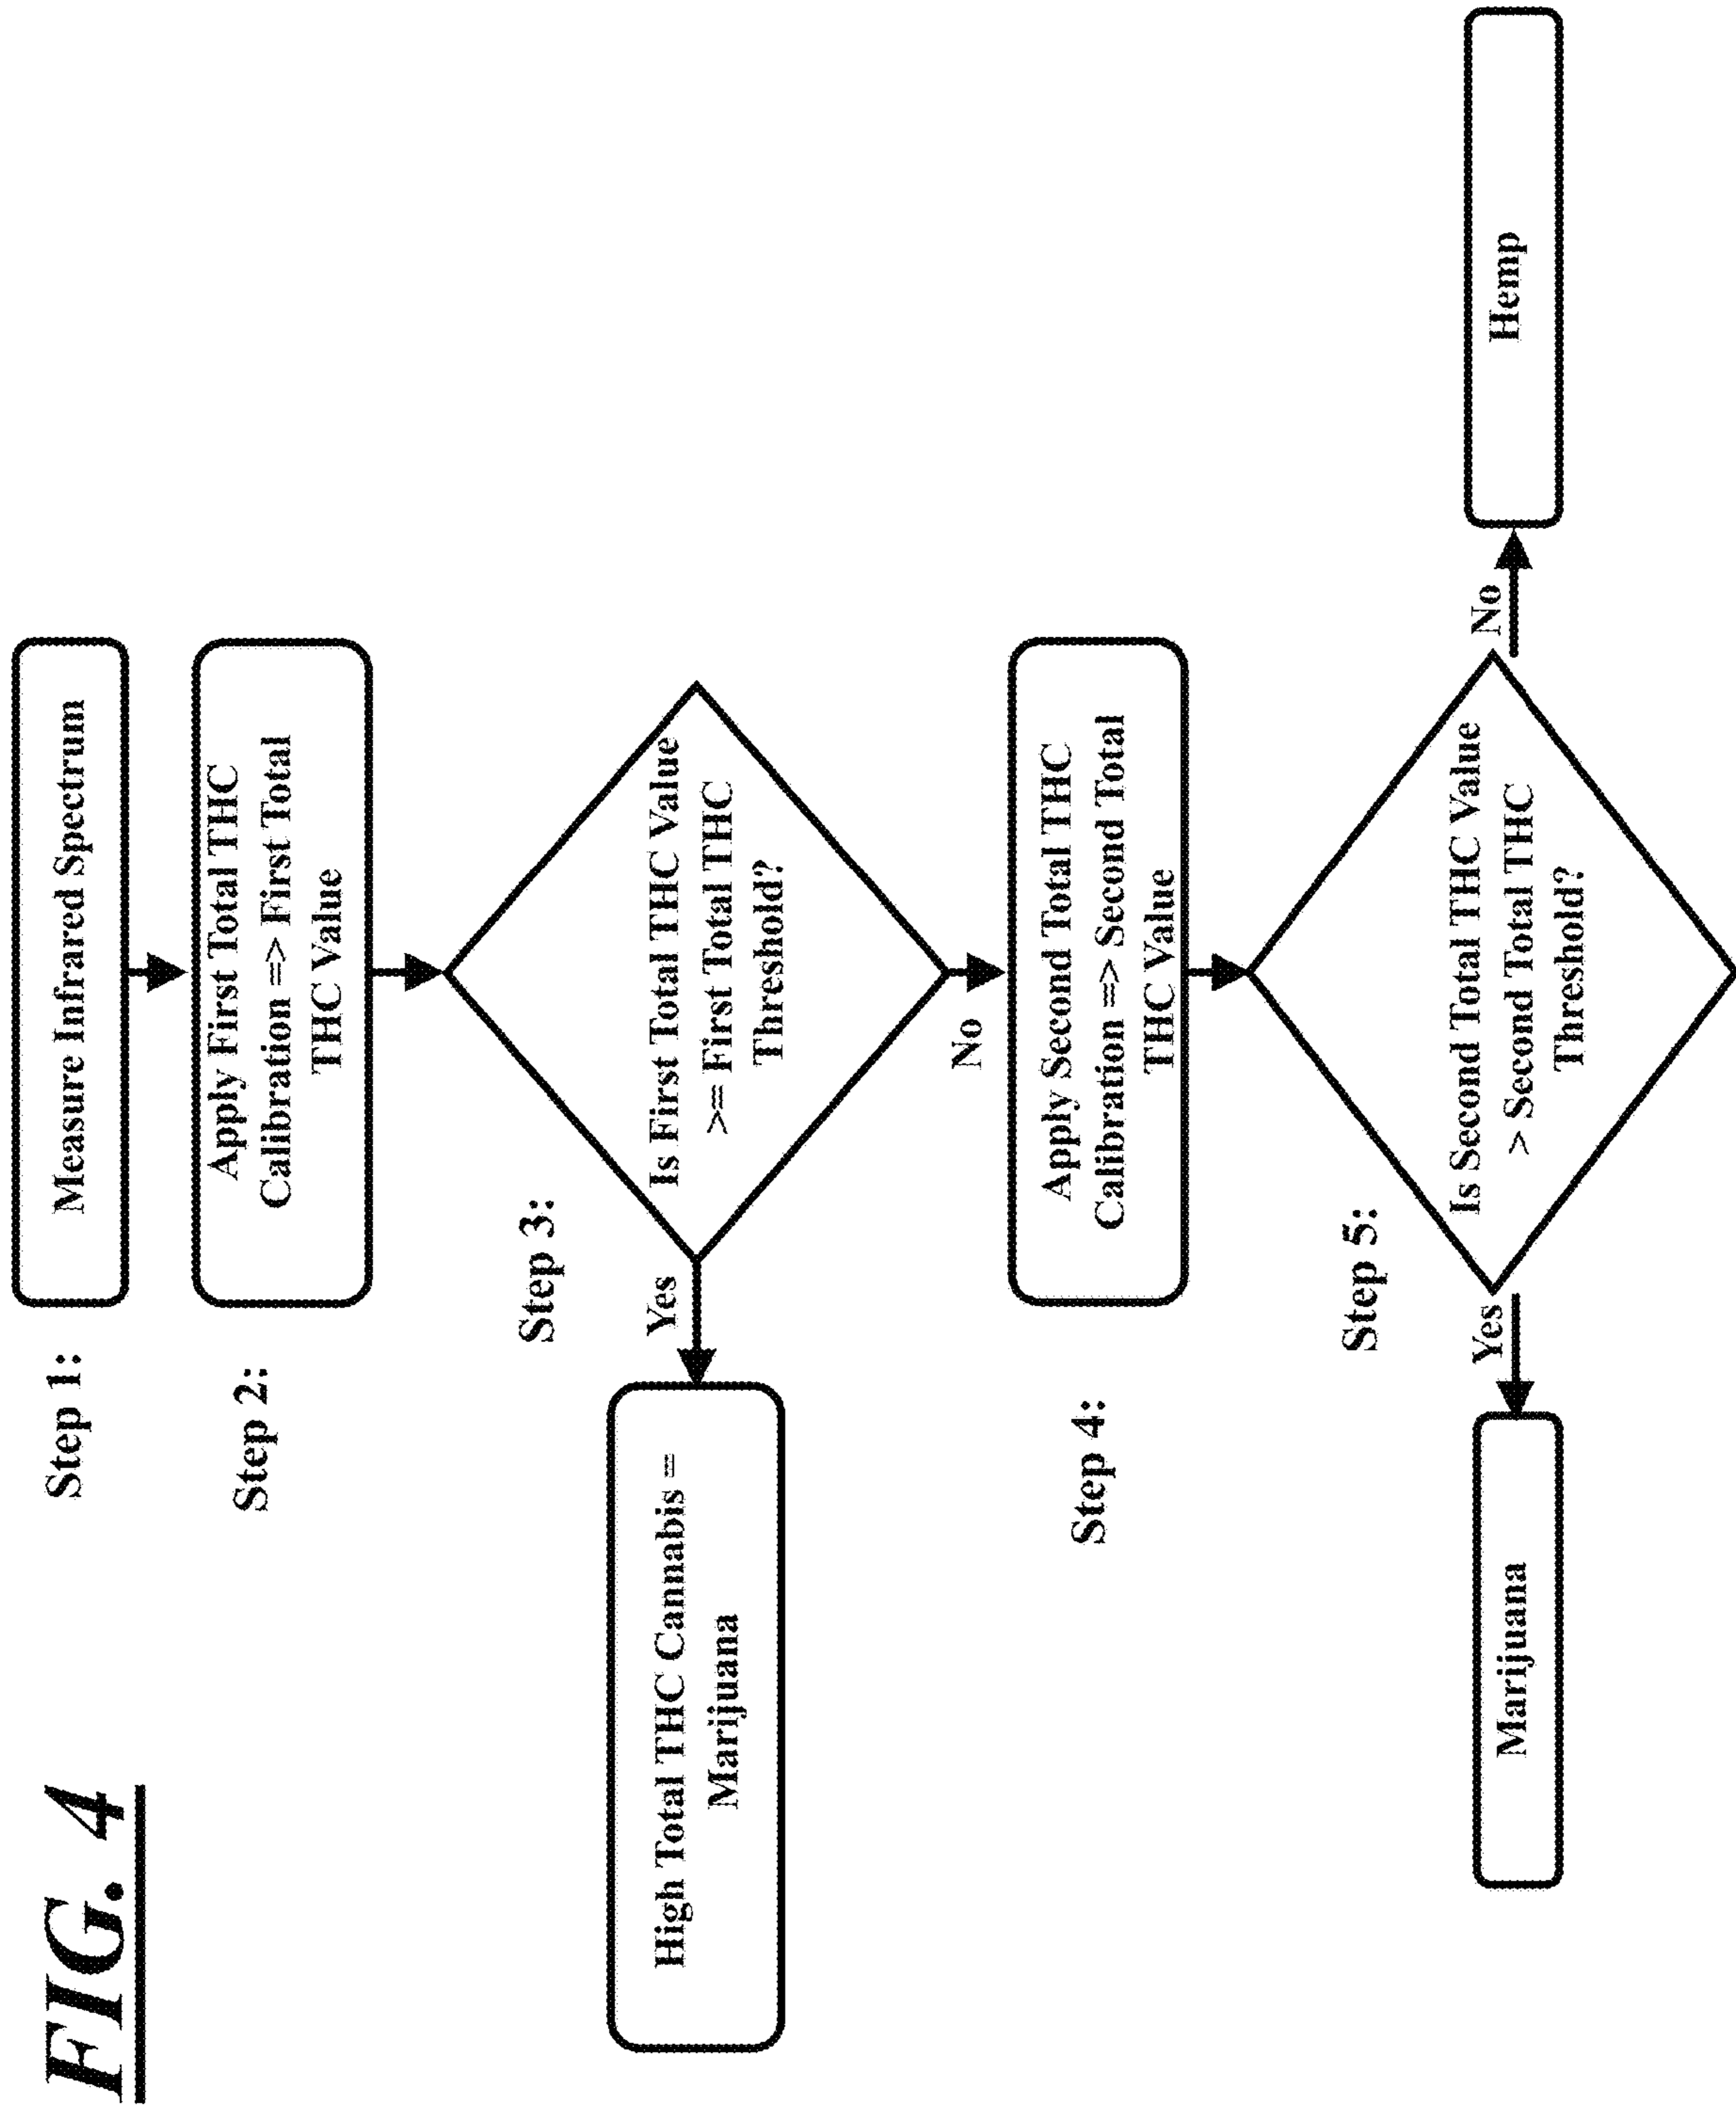 FIG. 4
Step 1:
Measure Infrared Spectrum
Step 2:
Apply First Total THC
Calibration => First Total
THC Value
Step 3:
Is First Total THC Value
>= First Total THC
Threshold?
Yes
High Total THC Cannabis =
Marijuana
No
Step 4:
Apply Second Total THC
Calibration => Second Total
THC Value
Step 5:
Is Second Total THC Value
> Second Total THC
Threshold?
Yes
Marijuana
No
Hemp